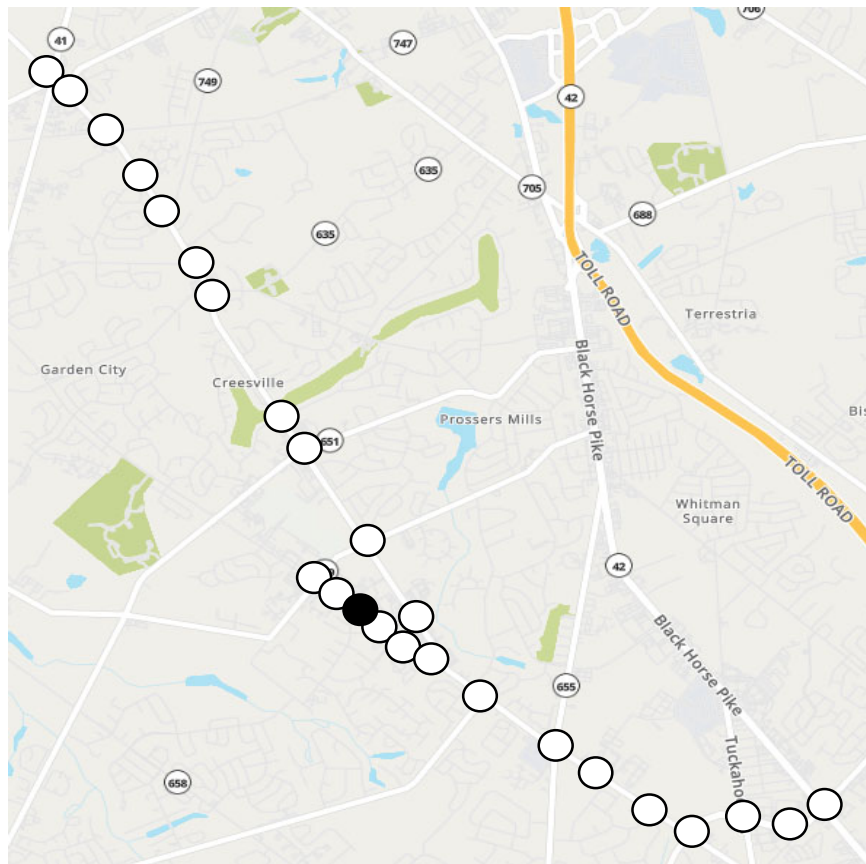 706
41
747
749
42
635
705
688
635
TOLL ROAD
Terrestria
Garden City
Creesville
Black Horse Pike
Prossers Mills
651
TOLL ROAD
Whitman
Square
42
Black Horse Pike
655
Tuckaho
658